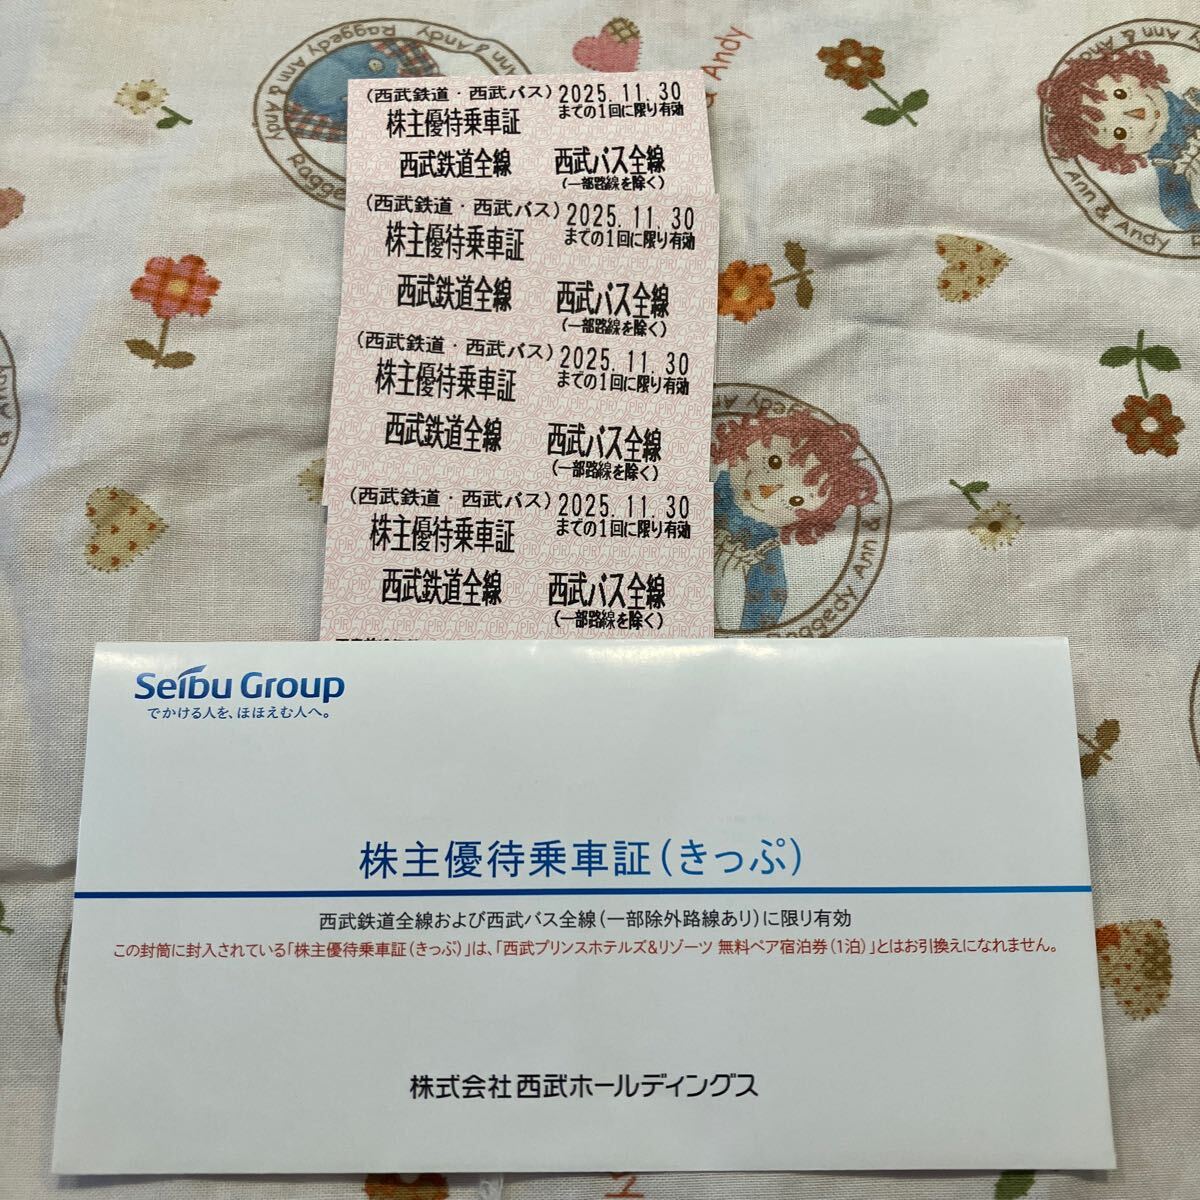 (西武鉄道・西武バス) 2025.11.30
株主優待乗車証 までの1回に限り有効
西武鉄道全線 西武バス全線
(一部路線を除く)
(西武鉄道・西武バス) 2025.11.30
株主優待乗車証 までの1回に限り有効
西武鉄道全線 西武バス全線
(一部路線を除く)
(西武鉄道・西武バス) 2025.11.30
株主優待乗車証 までの1回に限り有効
西武鉄道全線 西武バス全線
(一部路線を除く)
(西武鉄道・西武バス) 2025.11.30
株主優待乗車証 までの1回に限り有効
西武鉄道全線 西武バス全線
(一部路線を除く)
Seibu Group
でかける人を、ほほえむ人へ。
株主優待乗車証(きっぷ)
西武鉄道全線および西武バス全線(一部除外路線あり)に限り有効
この封筒に封入されている「株主優待乗車証(きっぷ)」は、「西武プリンスホテルズ&リゾーツ 無料ペア宿泊券(1泊)」とはお引換えになれません。
株式会社西武ホールディングス
Raggedy Ann & Andy
Raggedy Ann & Andy
Ann & Andy
Andy